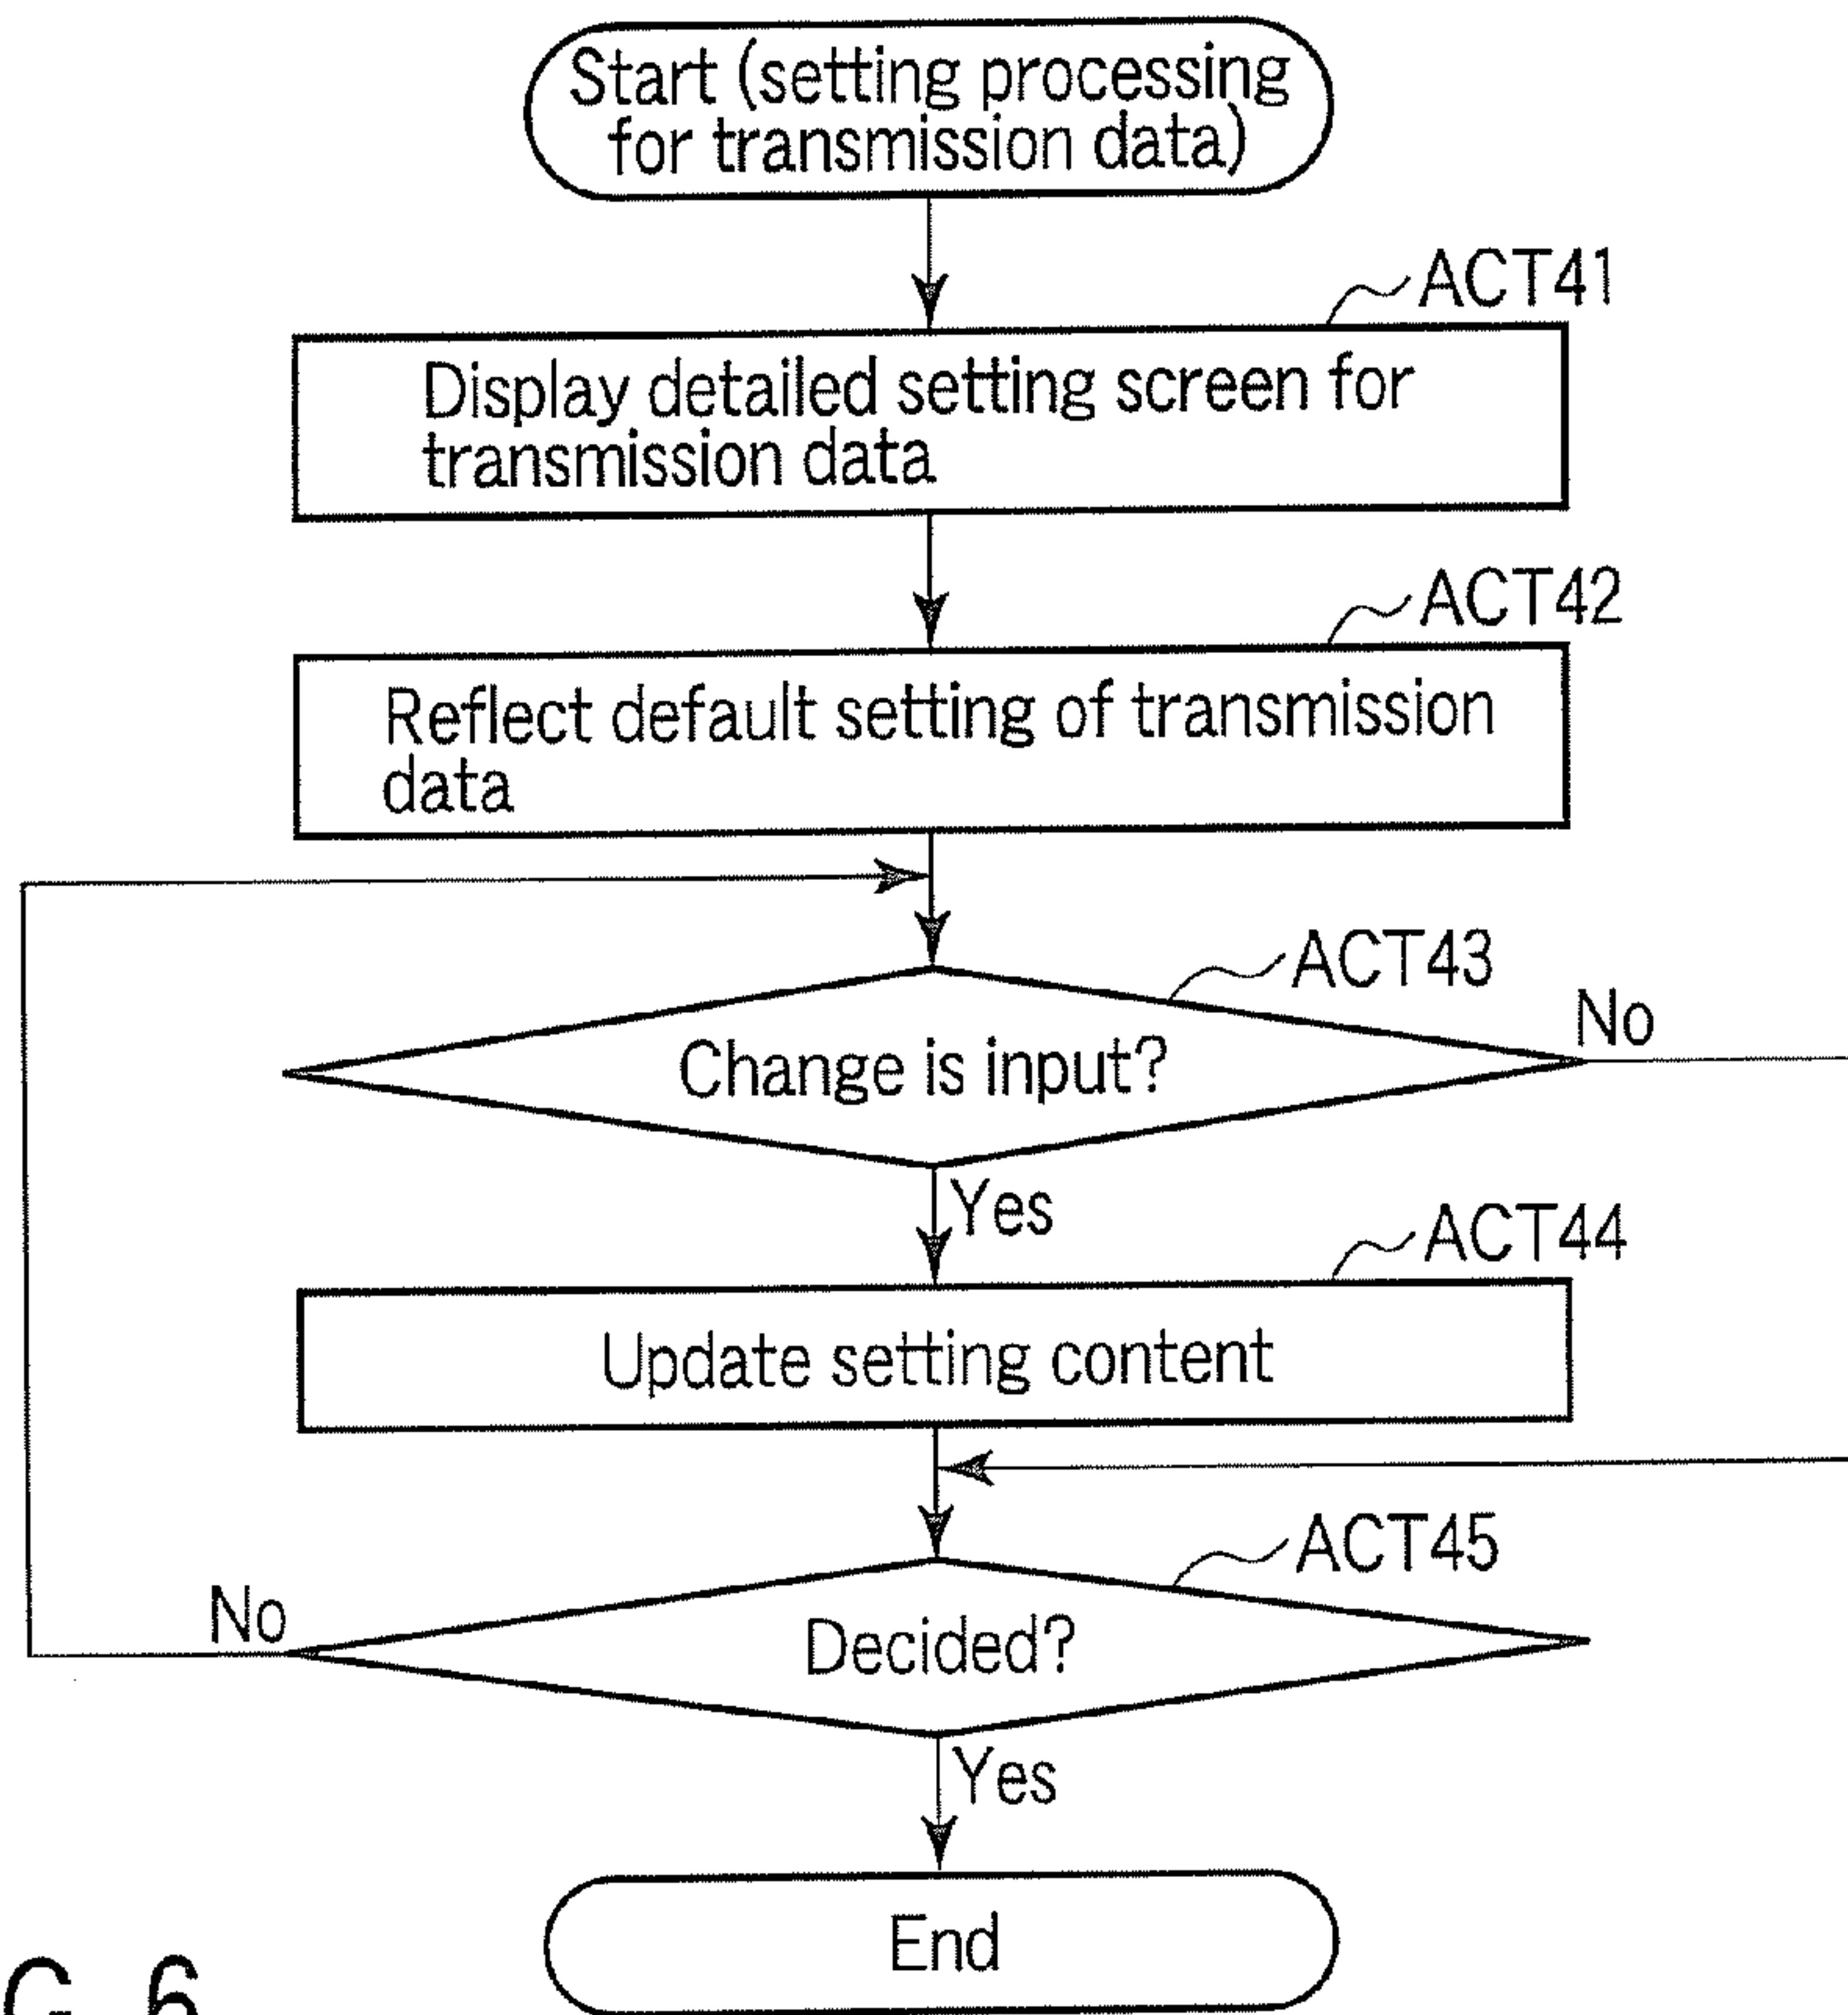 Start (setting processing
for transmission data)
ACT41
Display detailed setting screen for
transmission data
ACT42
Reflect default setting of transmission
data
ACT43
No
Change is input?
Yes
ACT44
Update setting content
ACT45
No
Decided?
Yes
End
G. 6